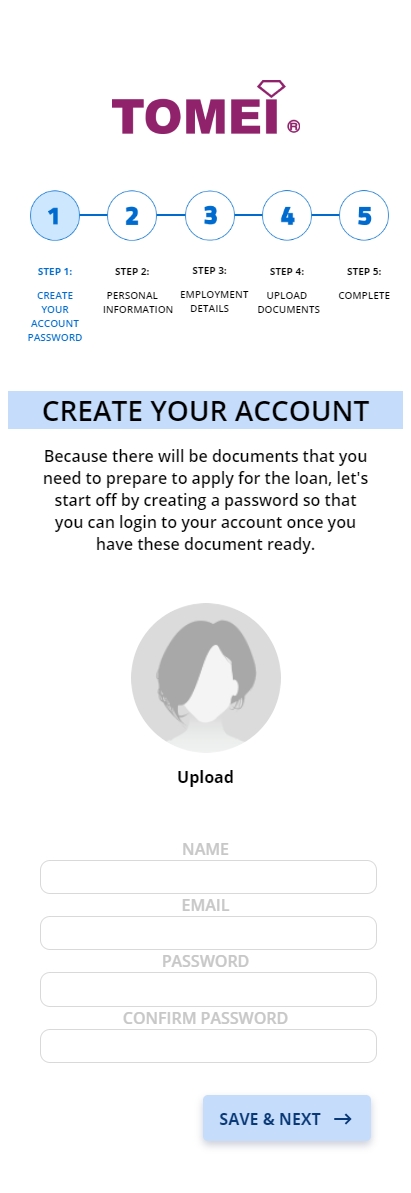 TOMEI ®
1 2 3 4 5
STEP 1:
CREATE
YOUR
ACCOUNT
PASSWORD
STEP 2:
PERSONAL
INFORMATION
STEP 3:
EMPLOYMENT
DETAILS
STEP 4:
UPLOAD
DOCUMENTS
STEP 5:
COMPLETE
CREATE YOUR ACCOUNT
Because there will be documents that you
need to prepare to apply for the loan, let's
start off by creating a password so that
you can login to your account once you
have these document ready.
Upload
NAME
EMAIL
PASSWORD
CONFIRM PASSWORD
SAVE & NEXT